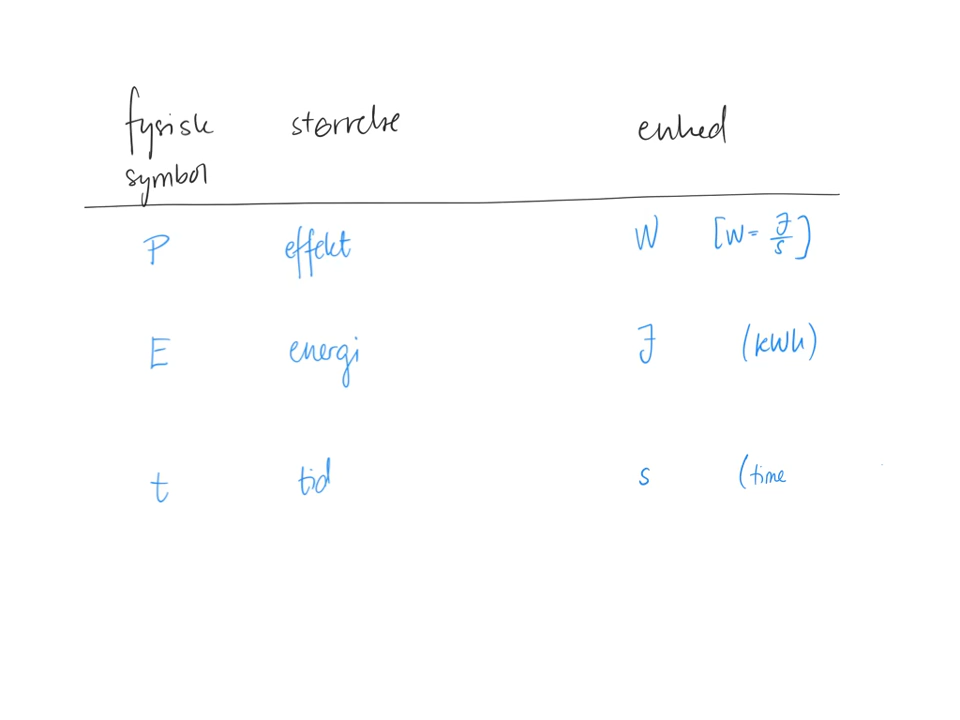 fysisk størrelse enhed
symbol
P effekt W [W = J/s]
E energi J (kWh)
t tid s (time